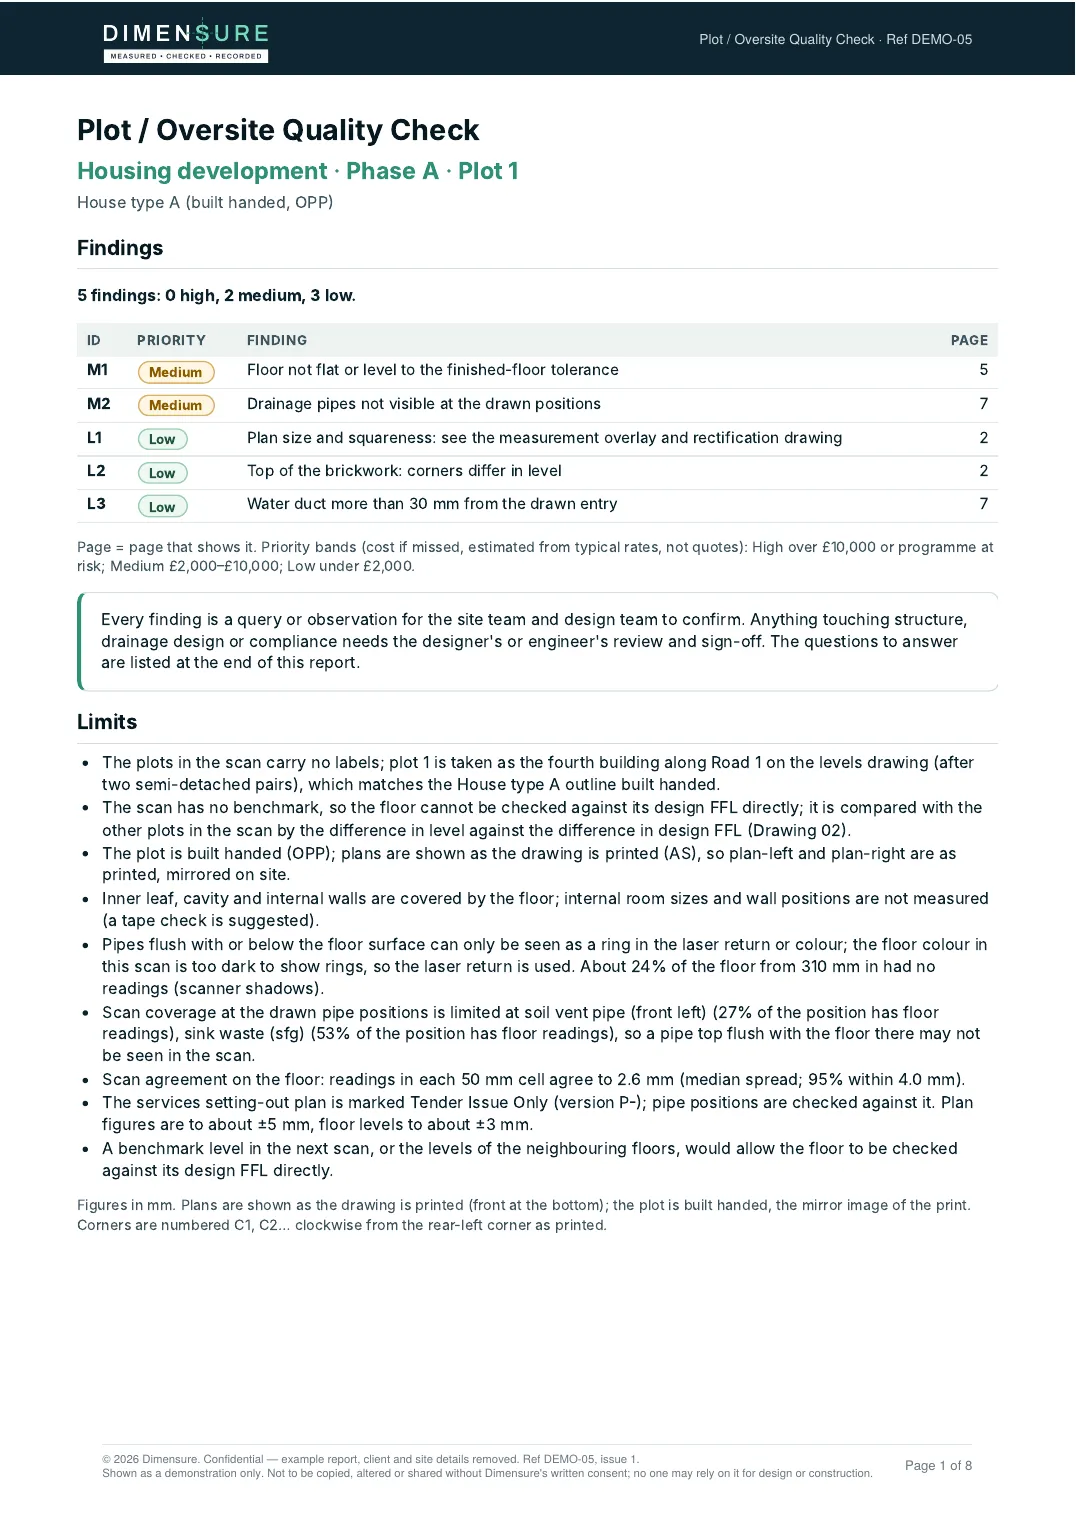 DIMENSURE
MEASURED • CHECKED • RECORDED
Plot / Oversite Quality Check · Ref DEMO-05
Plot / Oversite Quality Check
Housing development · Phase A · Plot 1
House type A (built handed, OPP)
Findings
5 findings: 0 high, 2 medium, 3 low.
ID PRIORITY FINDING PAGE
M1 Medium Floor not flat or level to the finished-floor tolerance 5
M2 Medium Drainage pipes not visible at the drawn positions 7
L1 Low Plan size and squareness: see the measurement overlay and rectification drawing 2
L2 Low Top of the brickwork: corners differ in level 2
L3 Low Water duct more than 30 mm from the drawn entry 7
Page = page that shows it. Priority bands (cost if missed, estimated from typical rates, not quotes): High over £10,000 or programme at
risk; Medium £2,000–£10,000; Low under £2,000.
Every finding is a query or observation for the site team and design team to confirm. Anything touching structure,
drainage design or compliance needs the designer's or engineer's review and sign-off. The questions to answer
are listed at the end of this report.
Limits
• The plots in the scan carry no labels; plot 1 is taken as the fourth building along Road 1 on the levels drawing (after
two semi-detached pairs), which matches the House type A outline built handed.
• The scan has no benchmark, so the floor cannot be checked against its design FFL directly; it is compared with the
other plots in the scan by the difference in level against the difference in design FFL (Drawing 02).
• The plot is built handed (OPP); plans are shown as the drawing is printed (AS), so plan-left and plan-right are as
printed, mirrored on site.
• Inner leaf, cavity and internal walls are covered by the floor; internal room sizes and wall positions are not measured
(a tape check is suggested).
• Pipes flush with or below the floor surface can only be seen as a ring in the laser return or colour; the floor colour in
this scan is too dark to show rings, so the laser return is used. About 24% of the floor from 310 mm in had no
readings (scanner shadows).
• Scan coverage at the drawn pipe positions is limited at soil vent pipe (front left) (27% of the position has floor
readings), sink waste (sfg) (53% of the position has floor readings), so a pipe top flush with the floor there may not
be seen in the scan.
• Scan agreement on the floor: readings in each 50 mm cell agree to 2.6 mm (median spread; 95% within 4.0 mm).
• The services setting-out plan is marked Tender Issue Only (version P-); pipe positions are checked against it. Plan
figures are to about ±5 mm, floor levels to about ±3 mm.
• A benchmark level in the next scan, or the levels of the neighbouring floors, would allow the floor to be checked
against its design FFL directly.
Figures in mm. Plans are shown as the drawing is printed (front at the bottom); the plot is built handed, the mirror image of the print.
Corners are numbered C1, C2... clockwise from the rear-left corner as printed.
© 2026 Dimensure. Confidential — example report, client and site details removed. Ref DEMO-05, issue 1.
Shown as a demonstration only. Not to be copied, altered or shared without Dimensure's written consent; no one may rely on it for design or construction.
Page 1 of 8